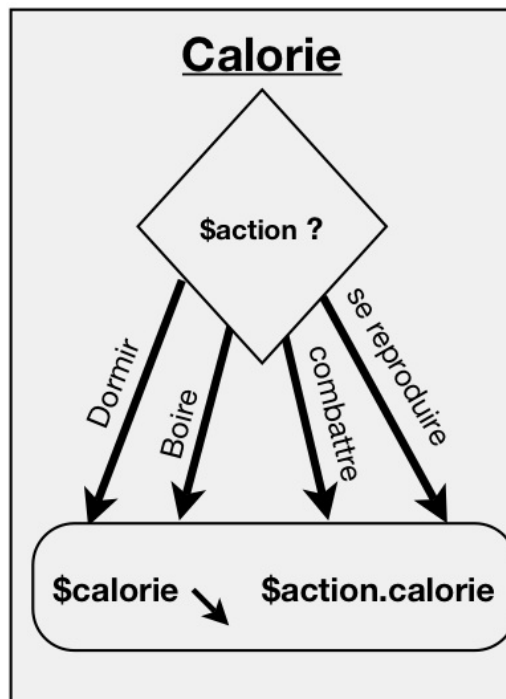 Calorie
$action ?
Dormir
Boire
combattre
se reproduire
$calorie
$action.calorie